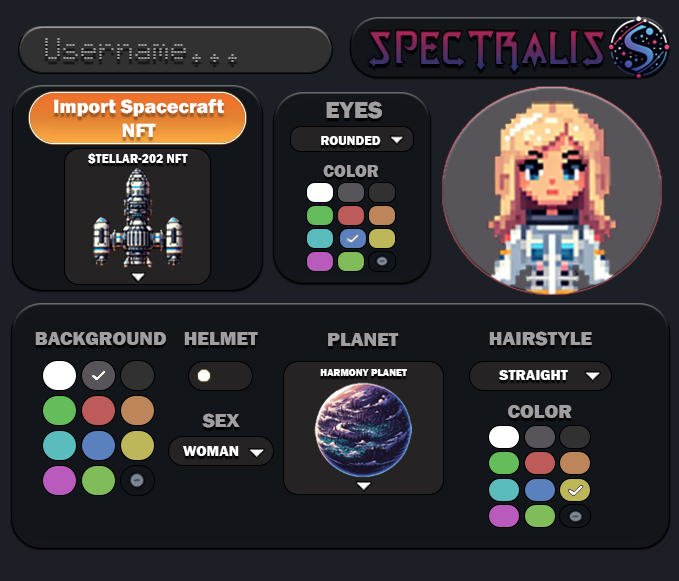 Username...
SPECTRALIS
S
Import Spacecraft
NFT
$TELLAR-202 NFT
EYES
ROUNDED
COLOR
BACKGROUND
HELMET
SEX
WOMAN
PLANET
HARMONY PLANET
HAIRSTYLE
STRAIGHT
COLOR